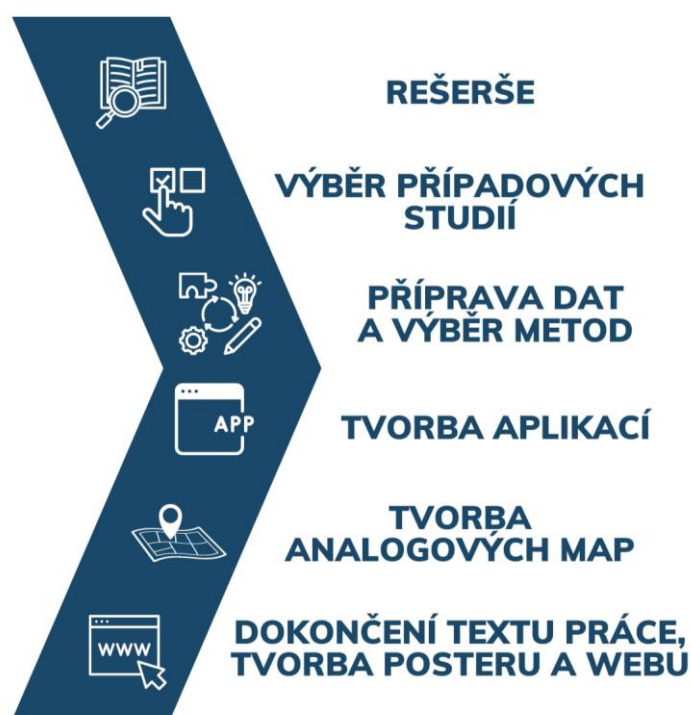 REŠERŠE
VÝBĚR PŘÍPADOVÝCH
STUDIÍ
PŘÍPRAVA DAT
A VÝBĚR METOD
APP
TVORBA APLIKACÍ
TVORBA
ANALOGOVÝCH MAP
WWW
DOKONČENÍ TEXTU PRÁCE,
TVORBA POSTERU A WEBU